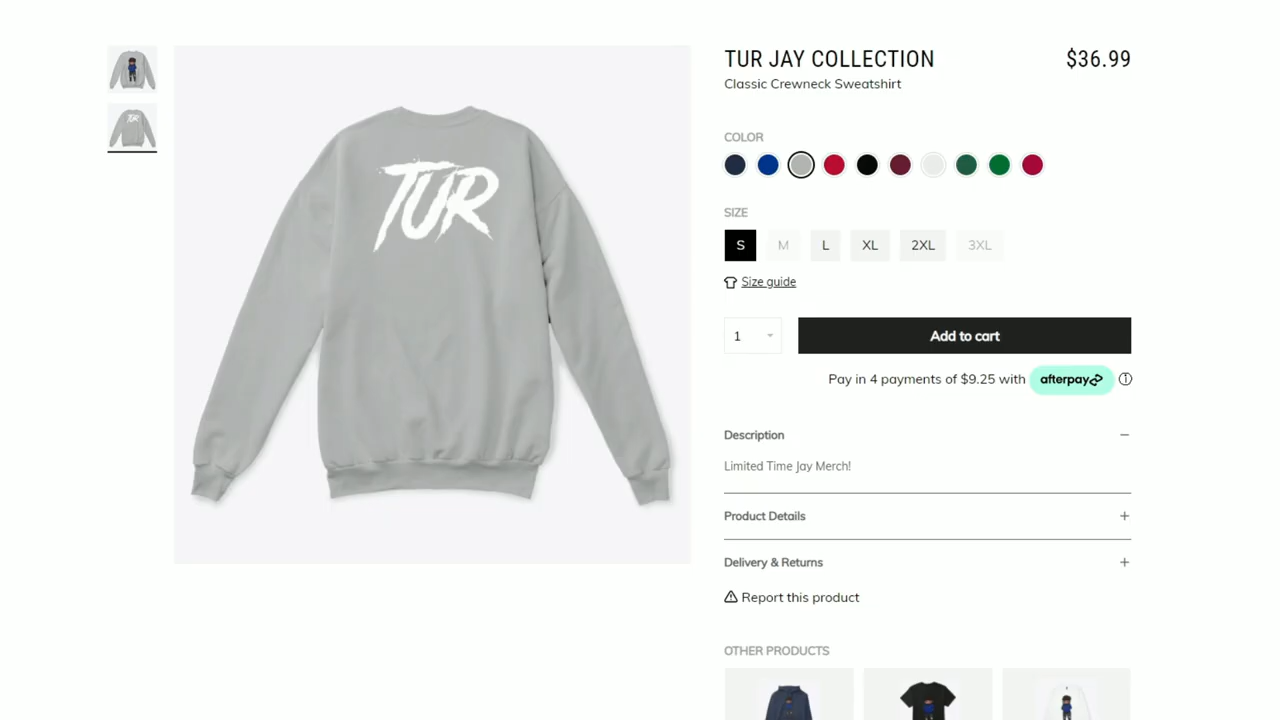 TUR
TUR
TUR JAY COLLECTION
$36.99
Classic Crewneck Sweatshirt
COLOR
SIZE
S M L XL 2XL 3XL
Size guide
1
Add to cart
Pay in 4 payments of $9.25 with afterpay
Description
Limited Time Jay Merch!
Product Details
Delivery & Returns
Report this product
OTHER PRODUCTS